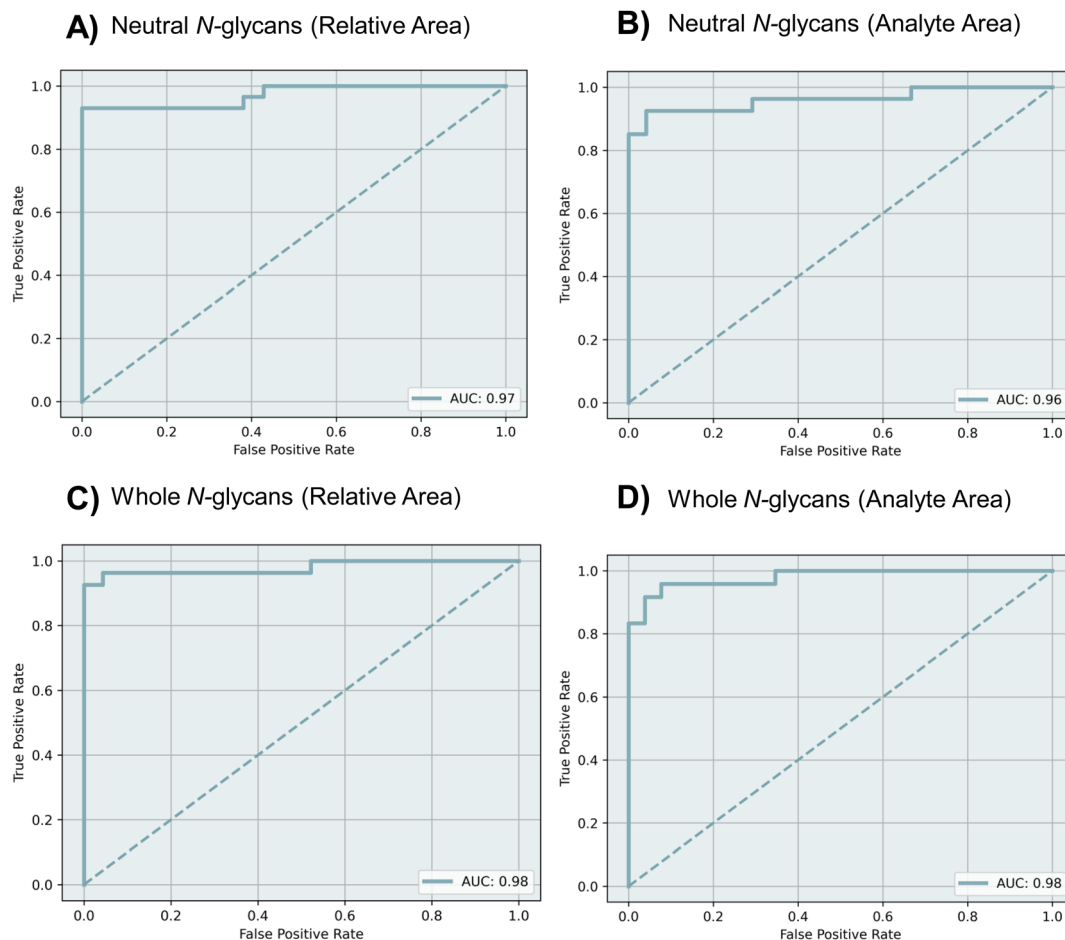 A) Neutral N-glycans (Relative Area)
1.0
0.8
0.6
0.4
0.2
0.0
True Positive Rate
0.0 0.2 0.4 0.6 0.8 1.0
False Positive Rate
AUC: 0.97
B) Neutral N-glycans (Analyte Area)
1.0
0.8
0.6
0.4
0.2
0.0
True Positive Rate
0.0 0.2 0.4 0.6 0.8 1.0
False Positive Rate
AUC: 0.96
C) Whole N-glycans (Relative Area)
1.0
0.8
0.6
0.4
0.2
0.0
True Positive Rate
0.0 0.2 0.4 0.6 0.8 1.0
False Positive Rate
AUC: 0.98
D) Whole N-glycans (Analyte Area)
1.0
0.8
0.6
0.4
0.2
0.0
True Positive Rate
0.0 0.2 0.4 0.6 0.8 1.0
False Positive Rate
AUC: 0.98